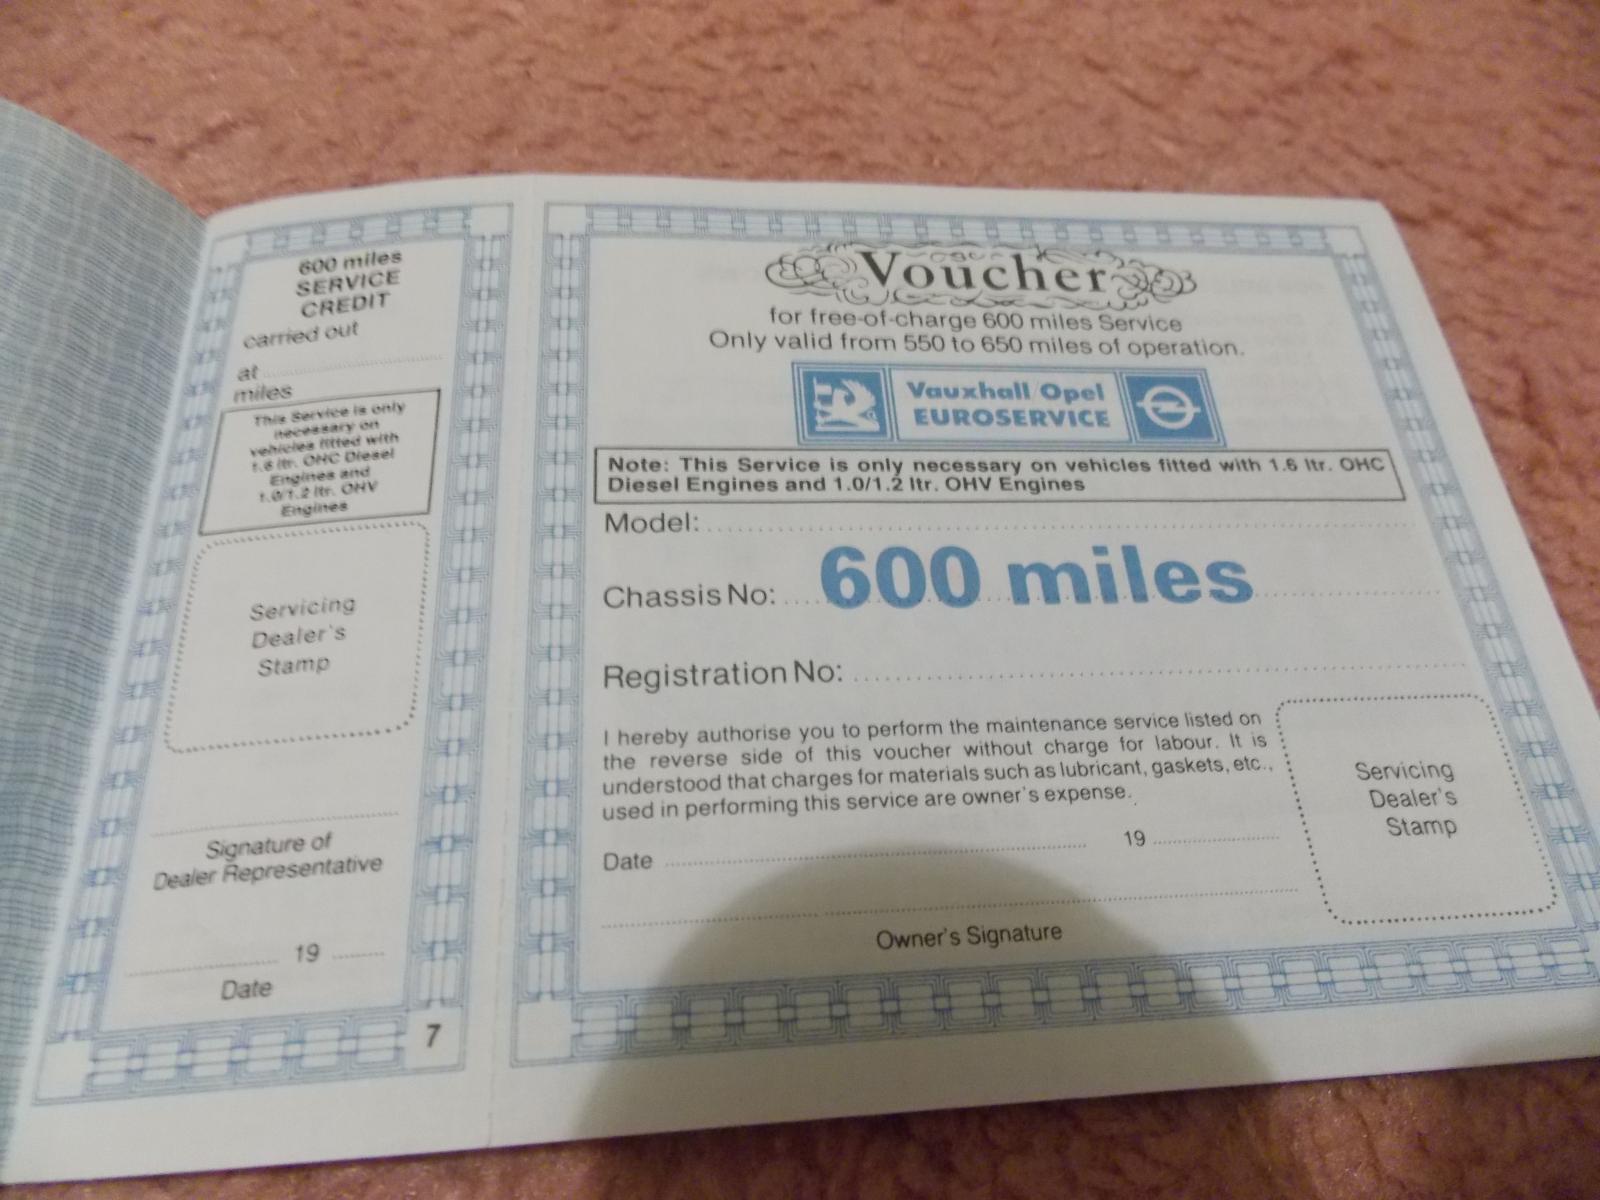 600 miles
SERVICE
CREDIT
carried out
at
miles
This Service is only
necessary on
vehicles fitted with
1.6 ltr. OHC Diesel
Engines and
1.0/1.2 ltr. OHV
Engines
Servicing
Dealer's
Stamp
Signature of
Dealer Representative
19
Date
7
Voucher
for free-of-charge 600 miles Service
Only valid from 550 to 650 miles of operation.
Vauxhall Opel
EUROSERVICE
Note: This Service is only necessary on vehicles fitted with 1.6 ltr. OHC
Diesel Engines and 1.0/1.2 ltr. OHV Engines
Model:
600 miles
Chassis No:
Registration No:
I hereby authorise you to perform the maintenance service listed on
the reverse side of this voucher without charge for labour. It is
understood that charges for materials such as lubricant, gaskets, etc.,
used in performing this service are owner's expense.
Date 19
Owner's Signature
Servicing
Dealer's
Stamp